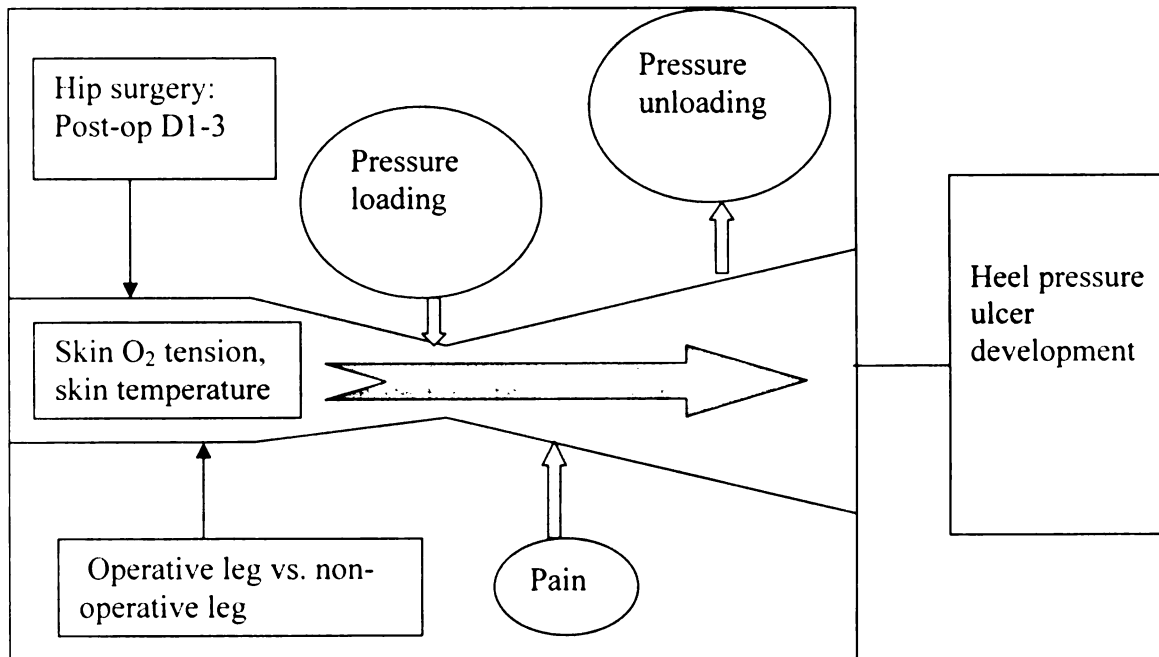 Hip surgery:
Post-op D1-3
Pressure
loading
Pressure
unloading
Skin O₂ tension,
skin temperature
Heel pressure
ulcer
development
Operative leg vs. non-
operative leg
Pain